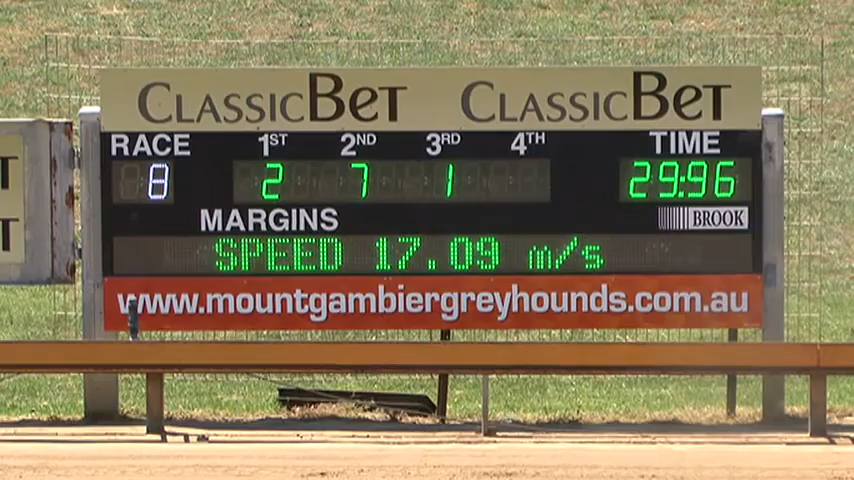 CLASSICBET CLASSICBET
RACE 1ST 2ND 3RD 4TH TIME
8 2 7 1 29:96
MARGINS BROOK
SPEED 17.09 m/s
www.mountgambiergreyhounds.com.au